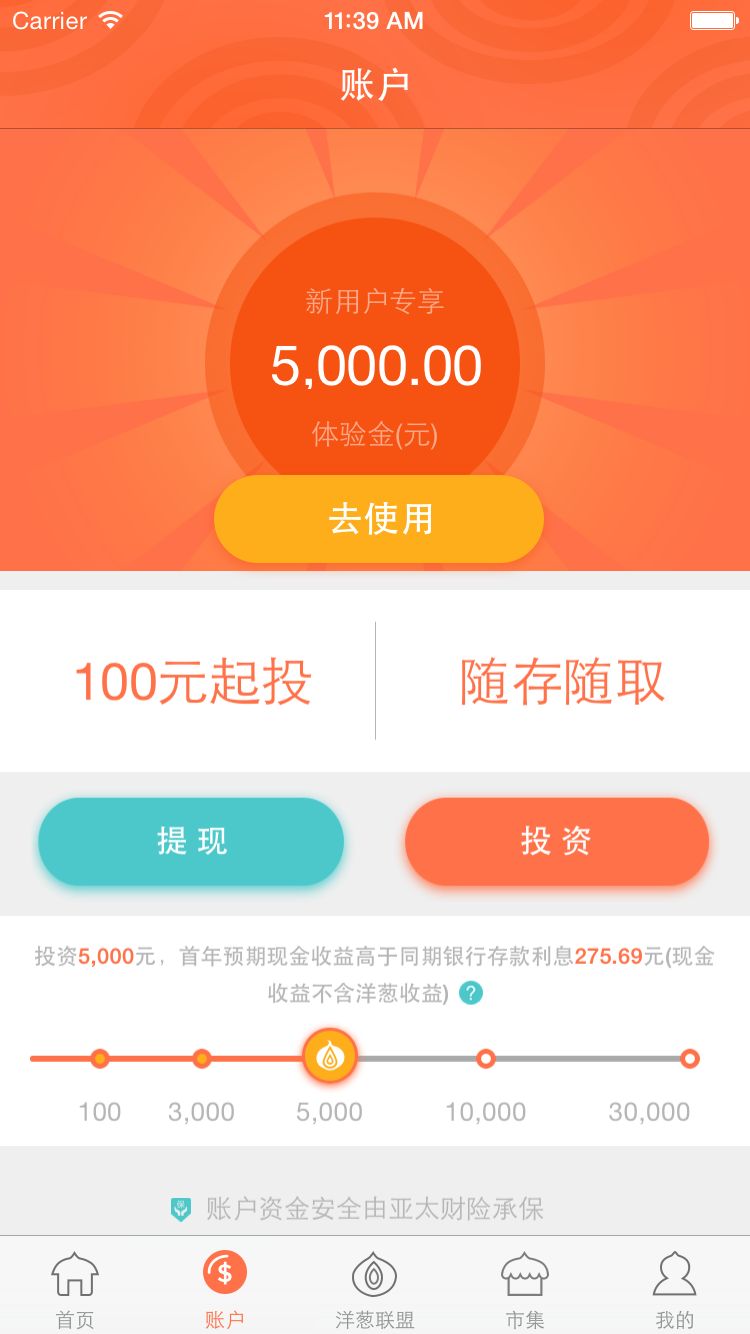 Carrier 11:39 AM
账户
新用户专享
5,000.00
体验金(元)
去使用
100元起投 随存随取
提现 投资
投资5,000元，首年预期现金收益高于同期银行存款利息275.69元(现金
收益不含洋葱收益) ?
100 3,000 5,000 10,000 30,000
账户资金安全由亚太财险承保
$
首页 账户 洋葱联盟 市集 我的